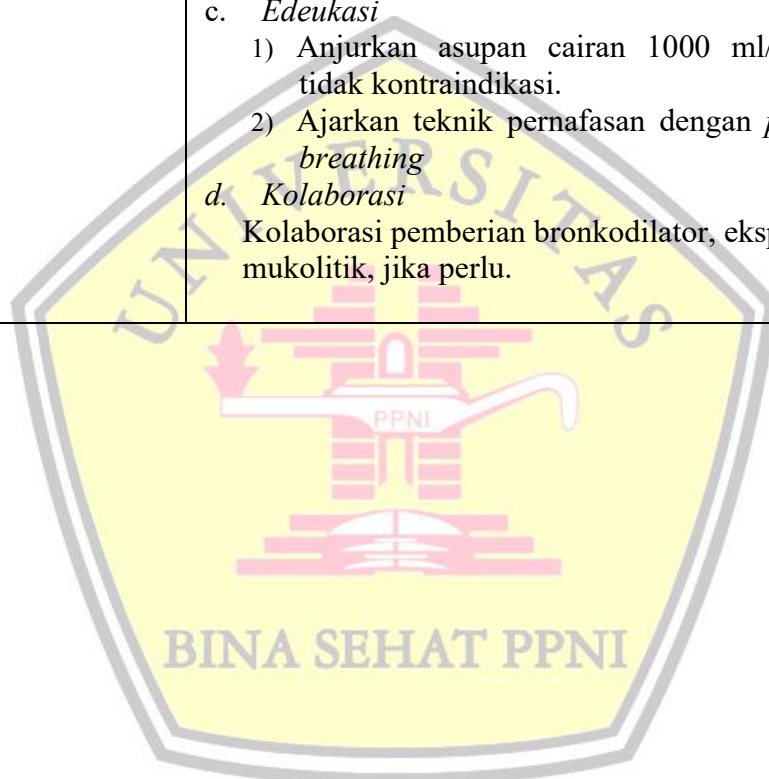 c. Edeukasi
1) Anjurkan asupan cairan 1000 ml/
tidak kontraindikasi.
2) Ajarkan teknik pernafasan dengan
breathing
d. Kolaborasi
Kolaborasi pemberian bronkodilator,
mukolitik, jika perlu.
UNIVERSITAS
PPNI
BINA SEHAT PPNI